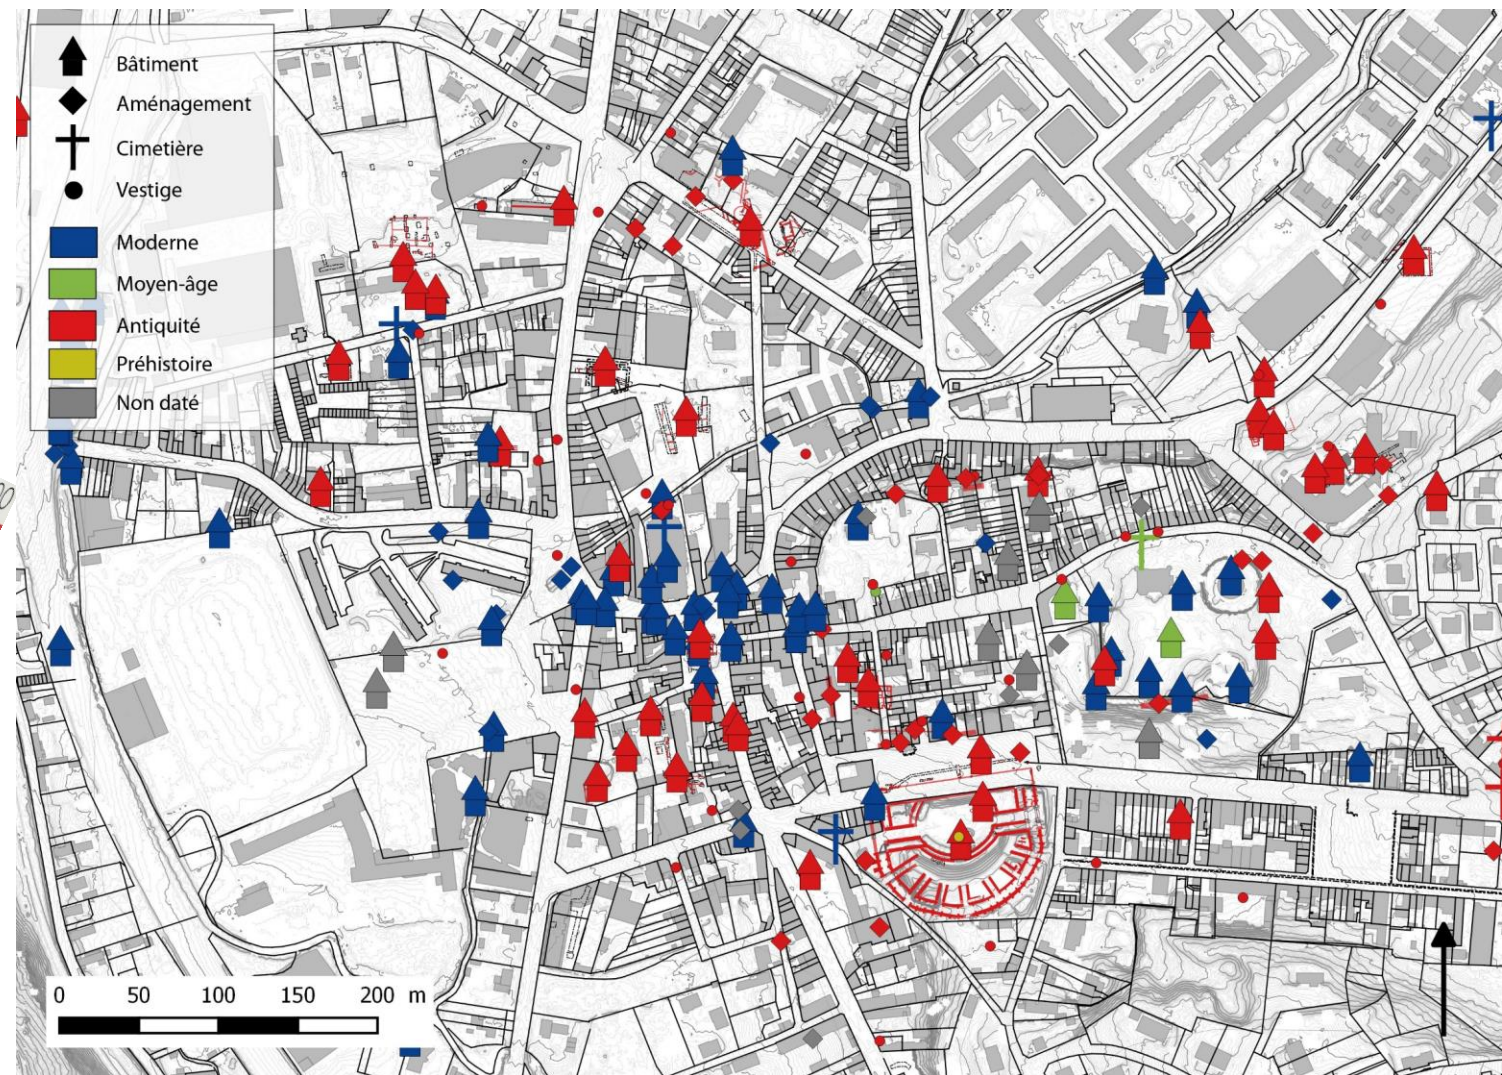 Bâtiment
Aménagement
Cimetière
Vestige
Moderne
Moyen-âge
Antiquité
Préhistoire
Non daté
0 50 100 150 200 m